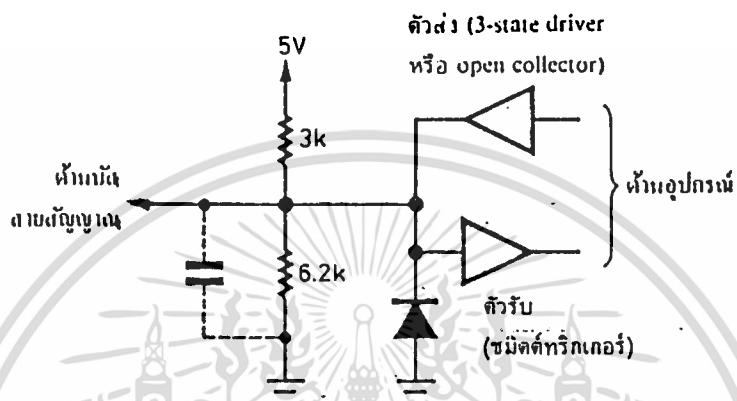 ตัวส่ง (3-state driver
หรือ open collector)
5V
3k
ด้านบัส
สายสัญญาณ
ด้านอุปกรณ์
6.2k
ตัวรับ
(ชมิตต์ทริกเกอร์)